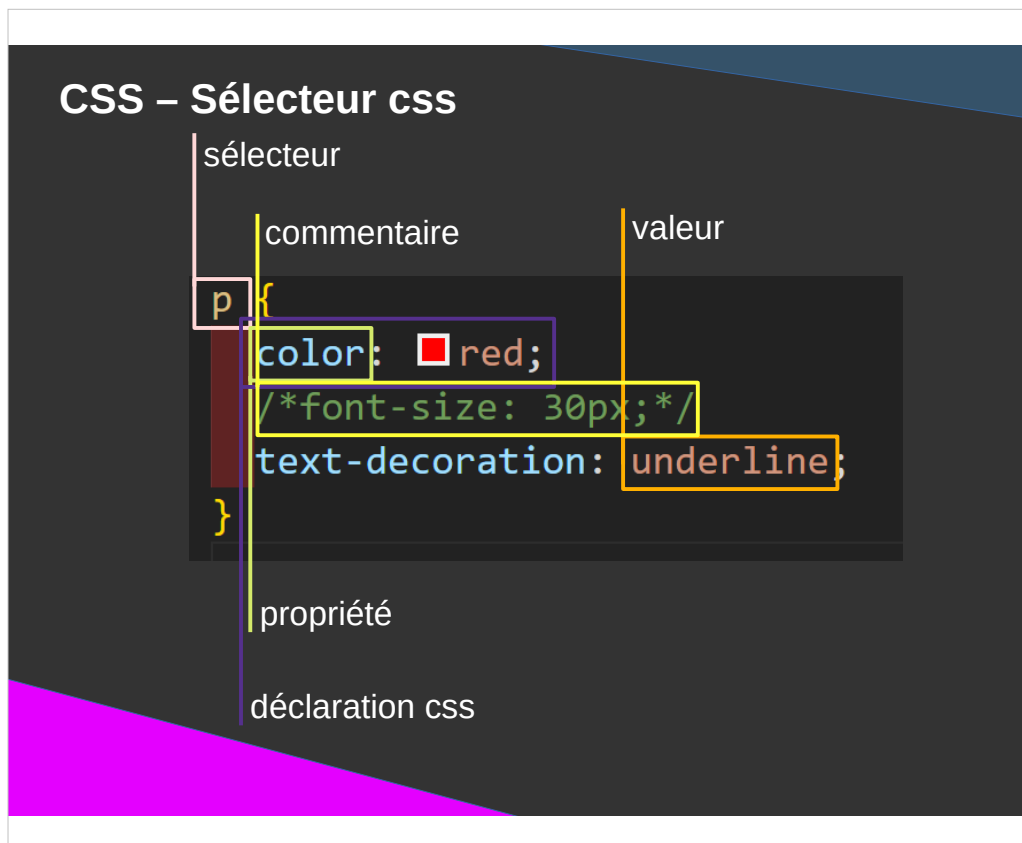 CSS – Sélecteur css
sélecteur
commentaire
valeur
p {
color: red;
/*font-size: 30px;*/
text-decoration: underline;
}
propriété
déclaration css